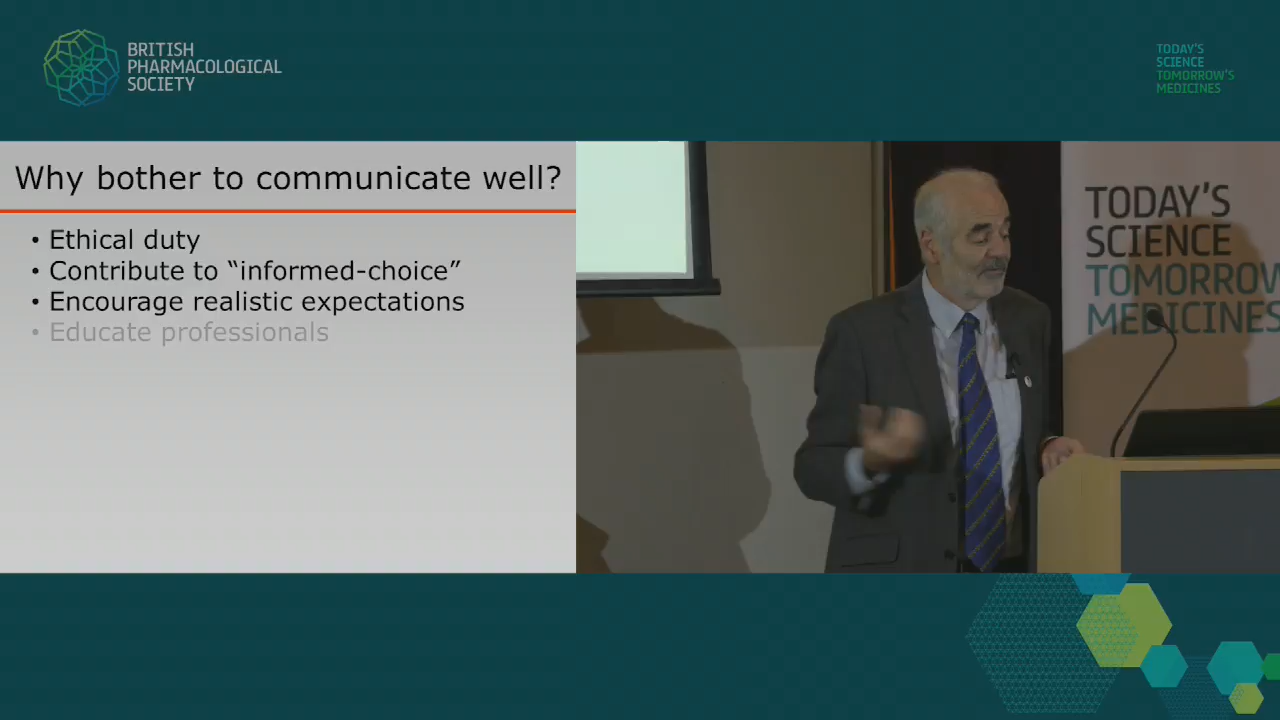 BRITISH
PHARMACOLOGICAL
SOCIETY
TODAY'S
SCIENCE
TOMORROW'S
MEDICINES
Why bother to communicate well?
• Ethical duty
• Contribute to “informed-choice”
• Encourage realistic expectations
• Educate professionals
TODAY'S
SCIENCE
TOMORROW
MEDICINES